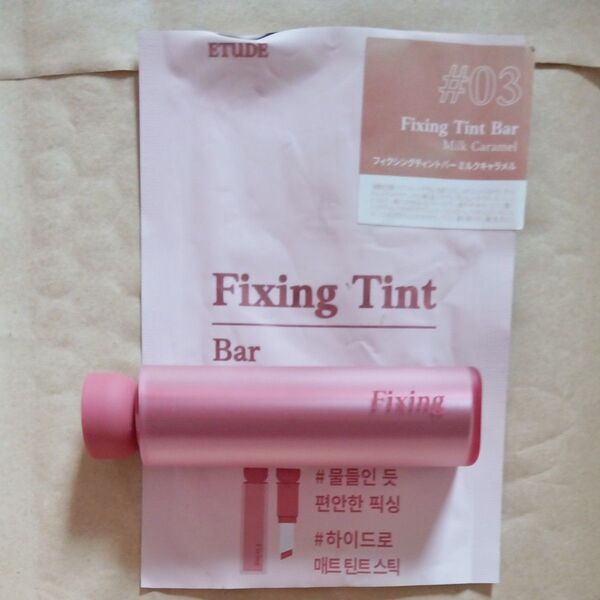 ETUDE
#03
Fixing Tint Bar
Milk Caramel
フィクシングティントバー ミルクキャラメル
Fixing Tint
Bar
Fixing
#물들인 듯
편안한 픽싱
#하이드로
매트 틴트 스틱